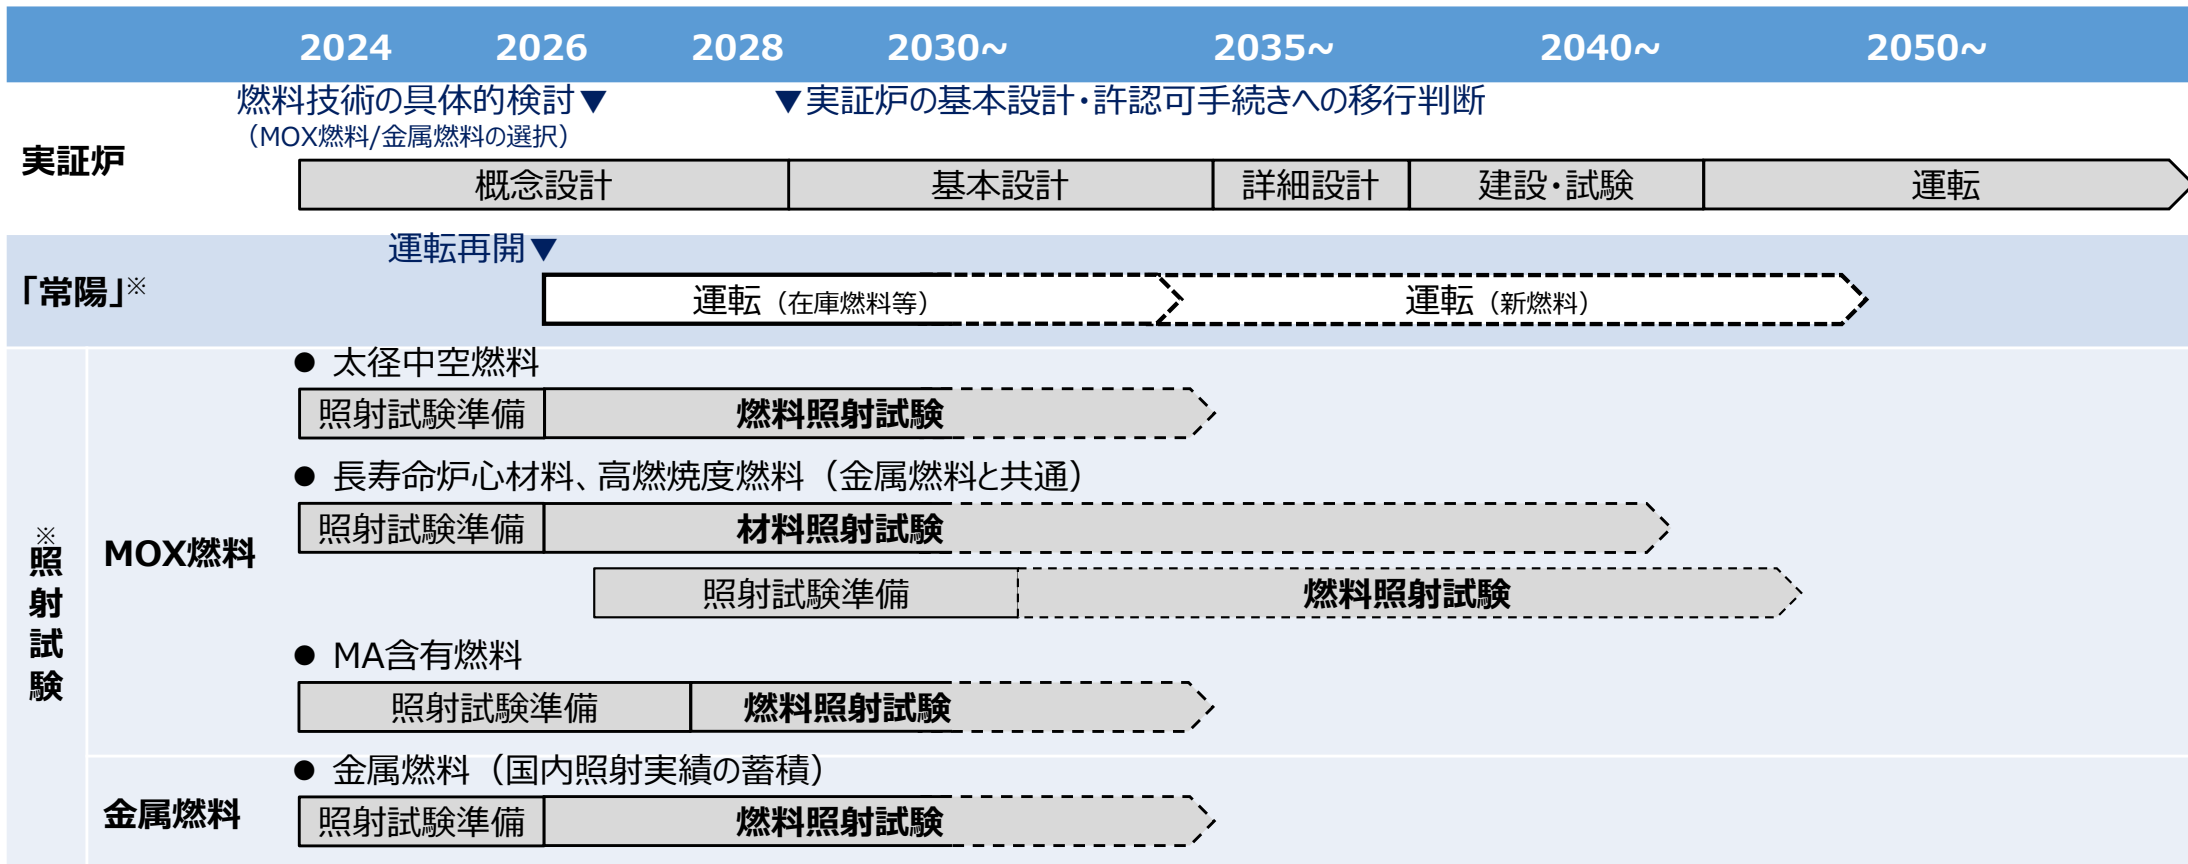 2024 2026 2028 2030~ 2035~ 2040~ 2050~
燃料技術の具体的検討▼ ▼実証炉の基本設計・許認可手続きへの移行判断
（MOX燃料/金属燃料の選択）
実証炉
概念設計 基本設計 詳細設計 建設・試験 運転
運転再開▼
「常陽」※
運転（在庫燃料等） 運転（新燃料）
※照射試験
MOX燃料
● 太径中空燃料
照射試験準備 燃料照射試験
● 長寿命炉心材料、高燃焼度燃料（金属燃料と共通）
照射試験準備 材料照射試験
照射試験準備 燃料照射試験
● MA含有燃料
照射試験準備 燃料照射試験
金属燃料
● 金属燃料（国内照射実績の蓄積）
照射試験準備 燃料照射試験